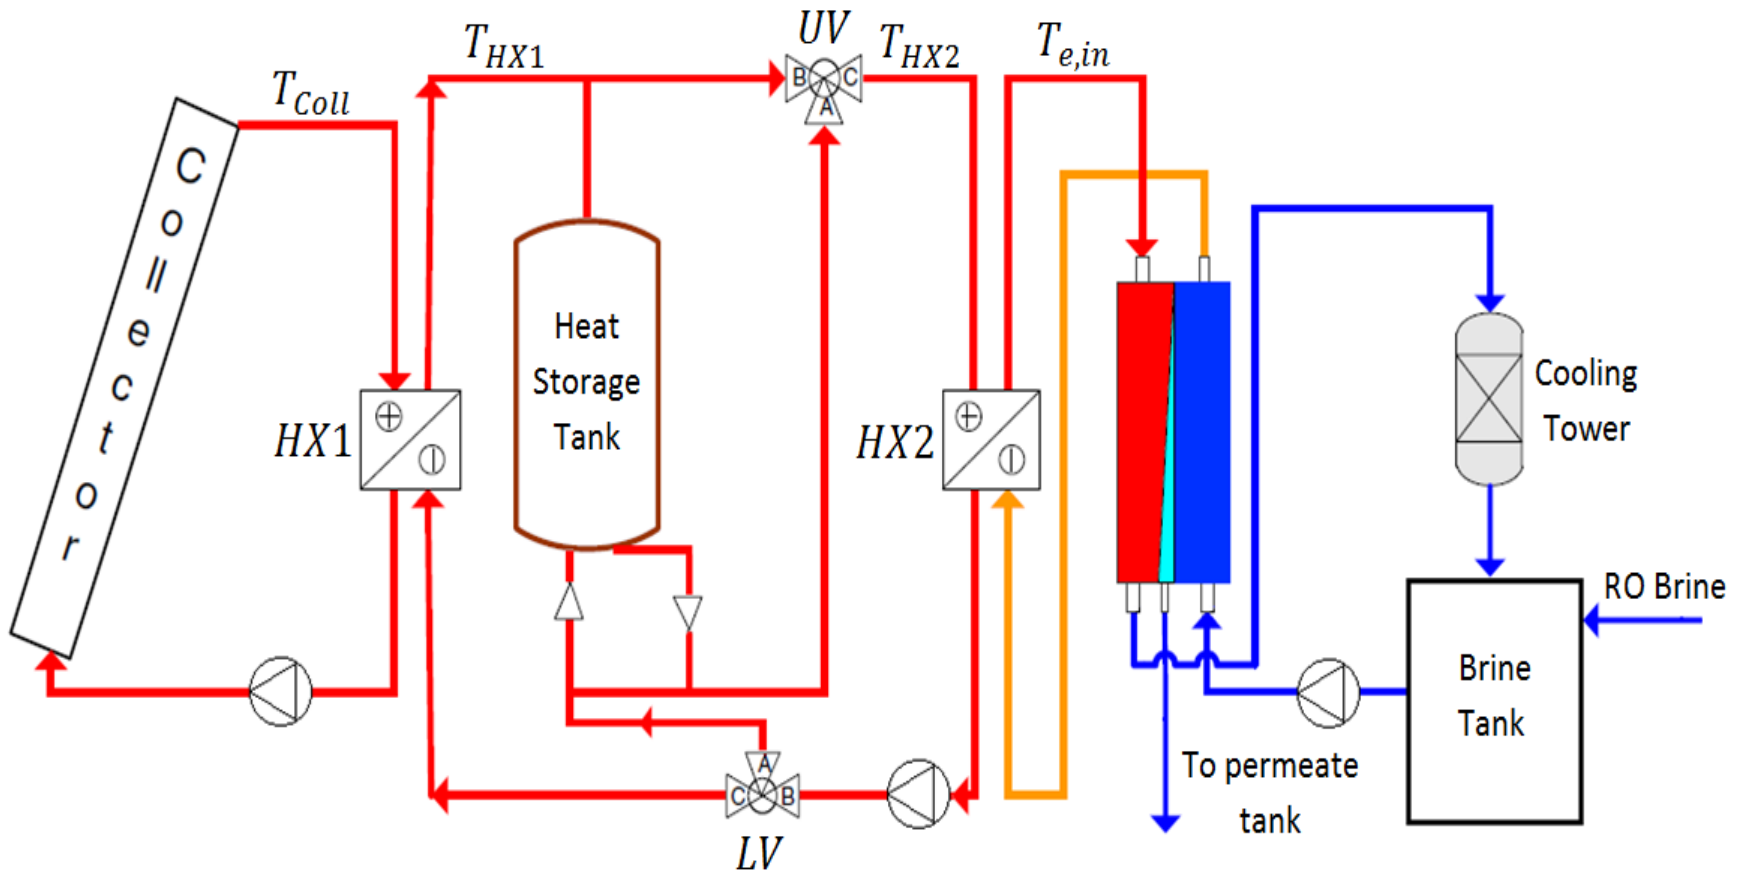 T_Coll
T_HX1
UV
B
C
A
T_HX2
T_e,in
Collector
HX1
Heat
Storage
Tank
HX2
Cooling
Tower
RO Brine
Brine
Tank
A
C
B
LV
To permeate
tank